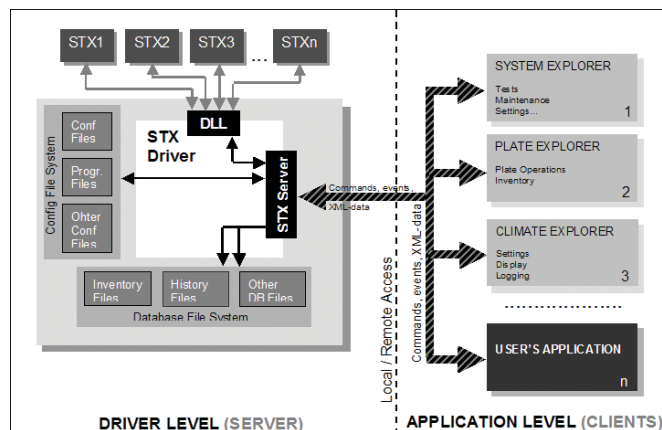 STX1
STX2
STX3
...
STXn
DLL
STX
Driver
STX Server
Config File System
Conf
Files
Progr.
Files
Ohter
Conf
Files
Inventory
Files
History
Files
Other
DB Files
Database File System
Commands, events,
XML-data
Local / Remote Access
Commands, events, XML-data
SYSTEM EXPLORER
Tests
Maintenance
Settings...
1
PLATE EXPLORER
Plate Operations
Inventory
2
CLIMATE EXPLORER
Settings
Display
Logging
3
..................
USER'S APPLICATION
n
DRIVER LEVEL (SERVER)
APPLICATION LEVEL (CLIENTS)